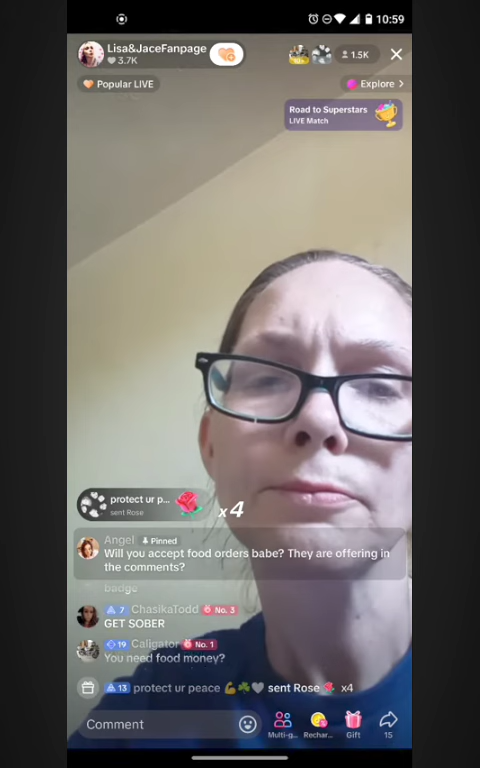 10:59
Lisa&JaceFanpage
3.7K
1.5K
Popular LIVE
Explore
Road to Superstars
LIVE Match
protect ur p...
sent Rose
x4
Angel Pinned
Will you accept food orders babe? They are offering in
the comments?
badge
7 ChasikaTodd No. 3
GET SOBER
19 Caligator No. 1
You need food money?
13 protect ur peace 💪☘️🩶 sent Rose x4
Comment
Multi-g...
Rechar...
Gift
15